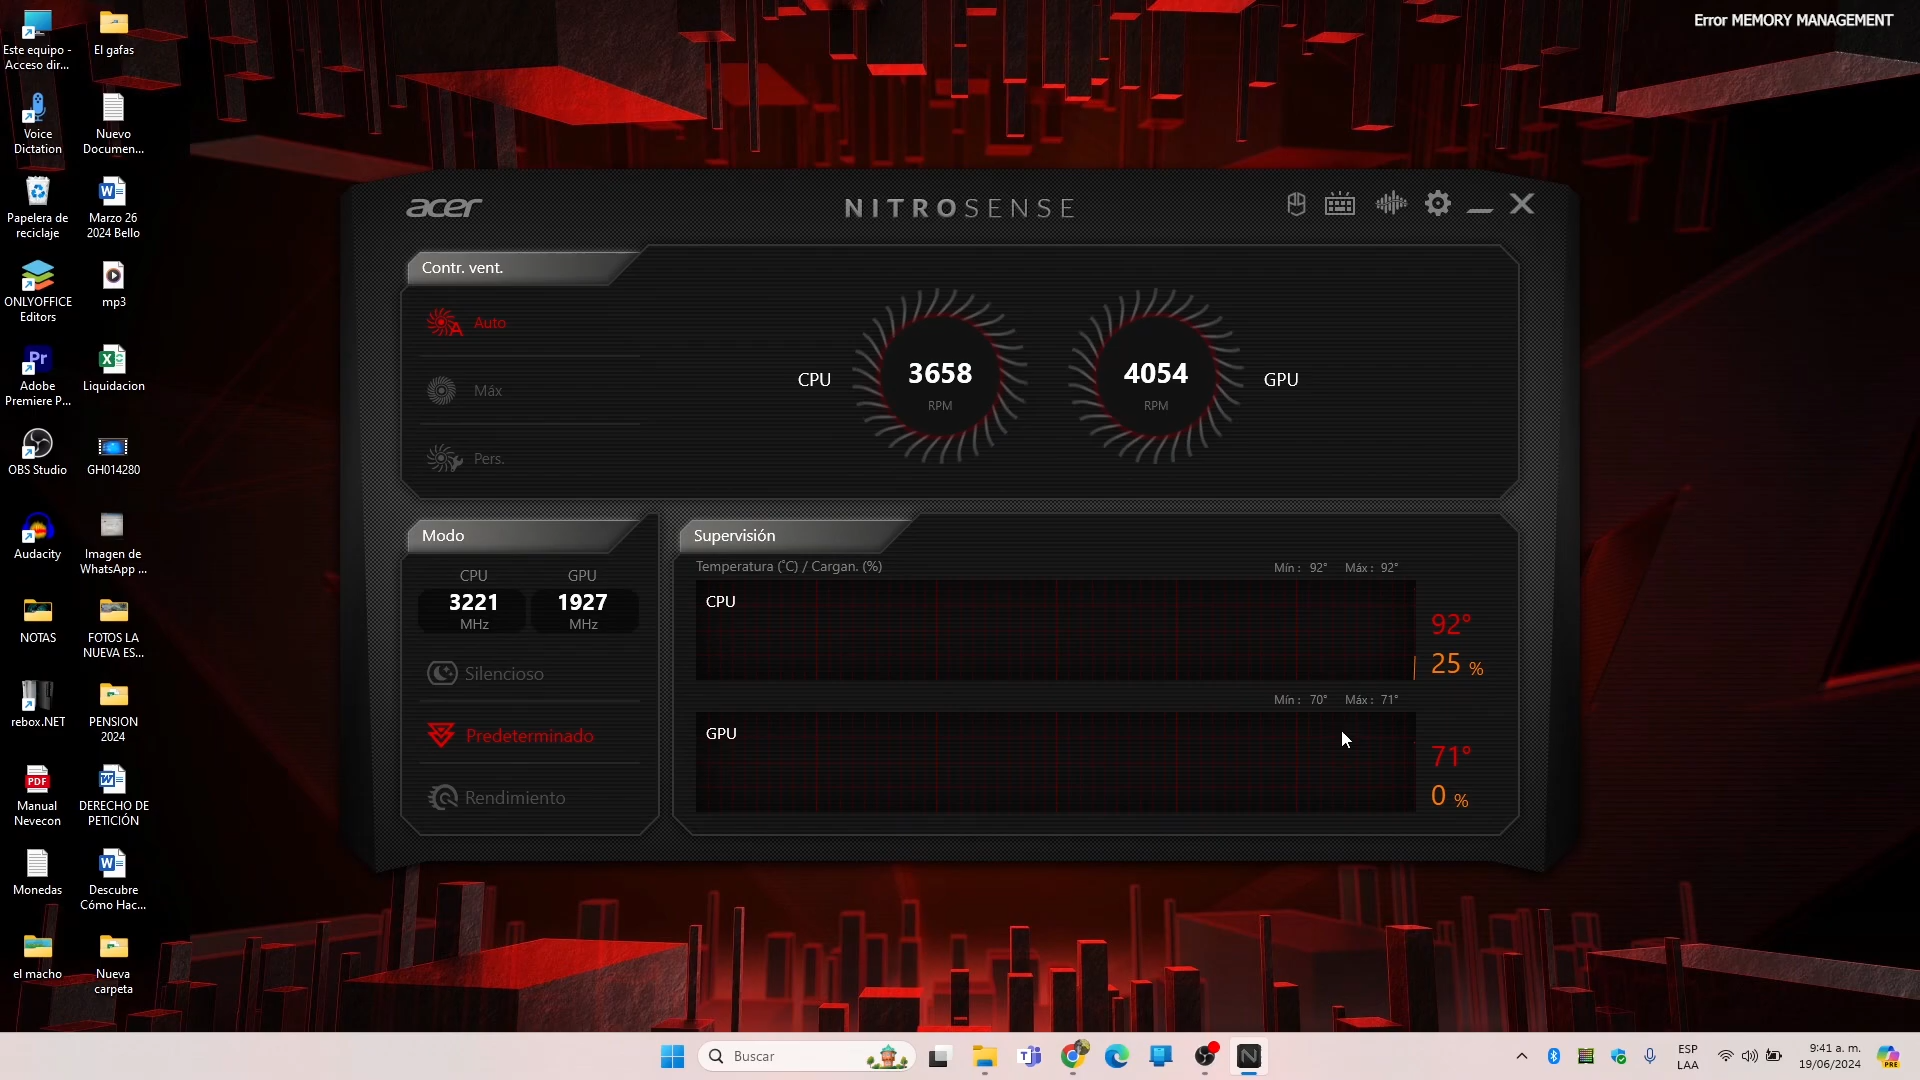 Error MEMORY MANAGEMENT
Este equipo -
Acceso dir...
El gafas
Voice
Dictation
Nuevo
Documen...
Papelera de
reciclaje
Marzo 26
2024 Bello
ONLYOFFICE
Editors
mp3
Pr
Adobe
Premiere P...
Liquidacion
OBS Studio
GH014280
Audacity
Imagen de
WhatsApp ...
NOTAS
FOTOS LA
NUEVA ES...
rebox.NET
PENSION
2024
PDF
Manual
Nevecon
DERECHO DE
PETICIÓN
Monedas
Descubre
Cómo Hac...
el macho
Nueva
carpeta
acer
NITROSENSE
Contr. vent.
Auto
Máx
Pers.
CPU
3658
RPM
4054
RPM
GPU
Modo
CPU
GPU
3221
MHz
1927
MHz
Silencioso
Predeterminado
Rendimiento
Supervisión
Temperatura (°C) / Cargan. (%)
Mín : 92° Máx : 92°
CPU
92°
25 %
Mín : 70° Máx : 71°
GPU
71°
0 %
Buscar
ESP
LAA
9:41 a. m.
19/06/2024
PRE